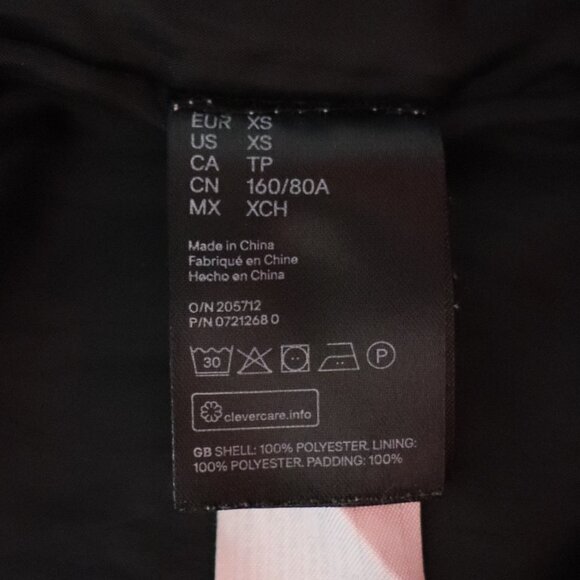 EUR XS
US XS
CA TP
CN 160/80A
MX XCH
Made in China
Fabriqué en Chine
Hecho en China
O/N 205712
P/N 0721268 0
30 P
clevercare.info
GB SHELL: 100% POLYESTER. LINING:
100% POLYESTER. PADDING: 100%